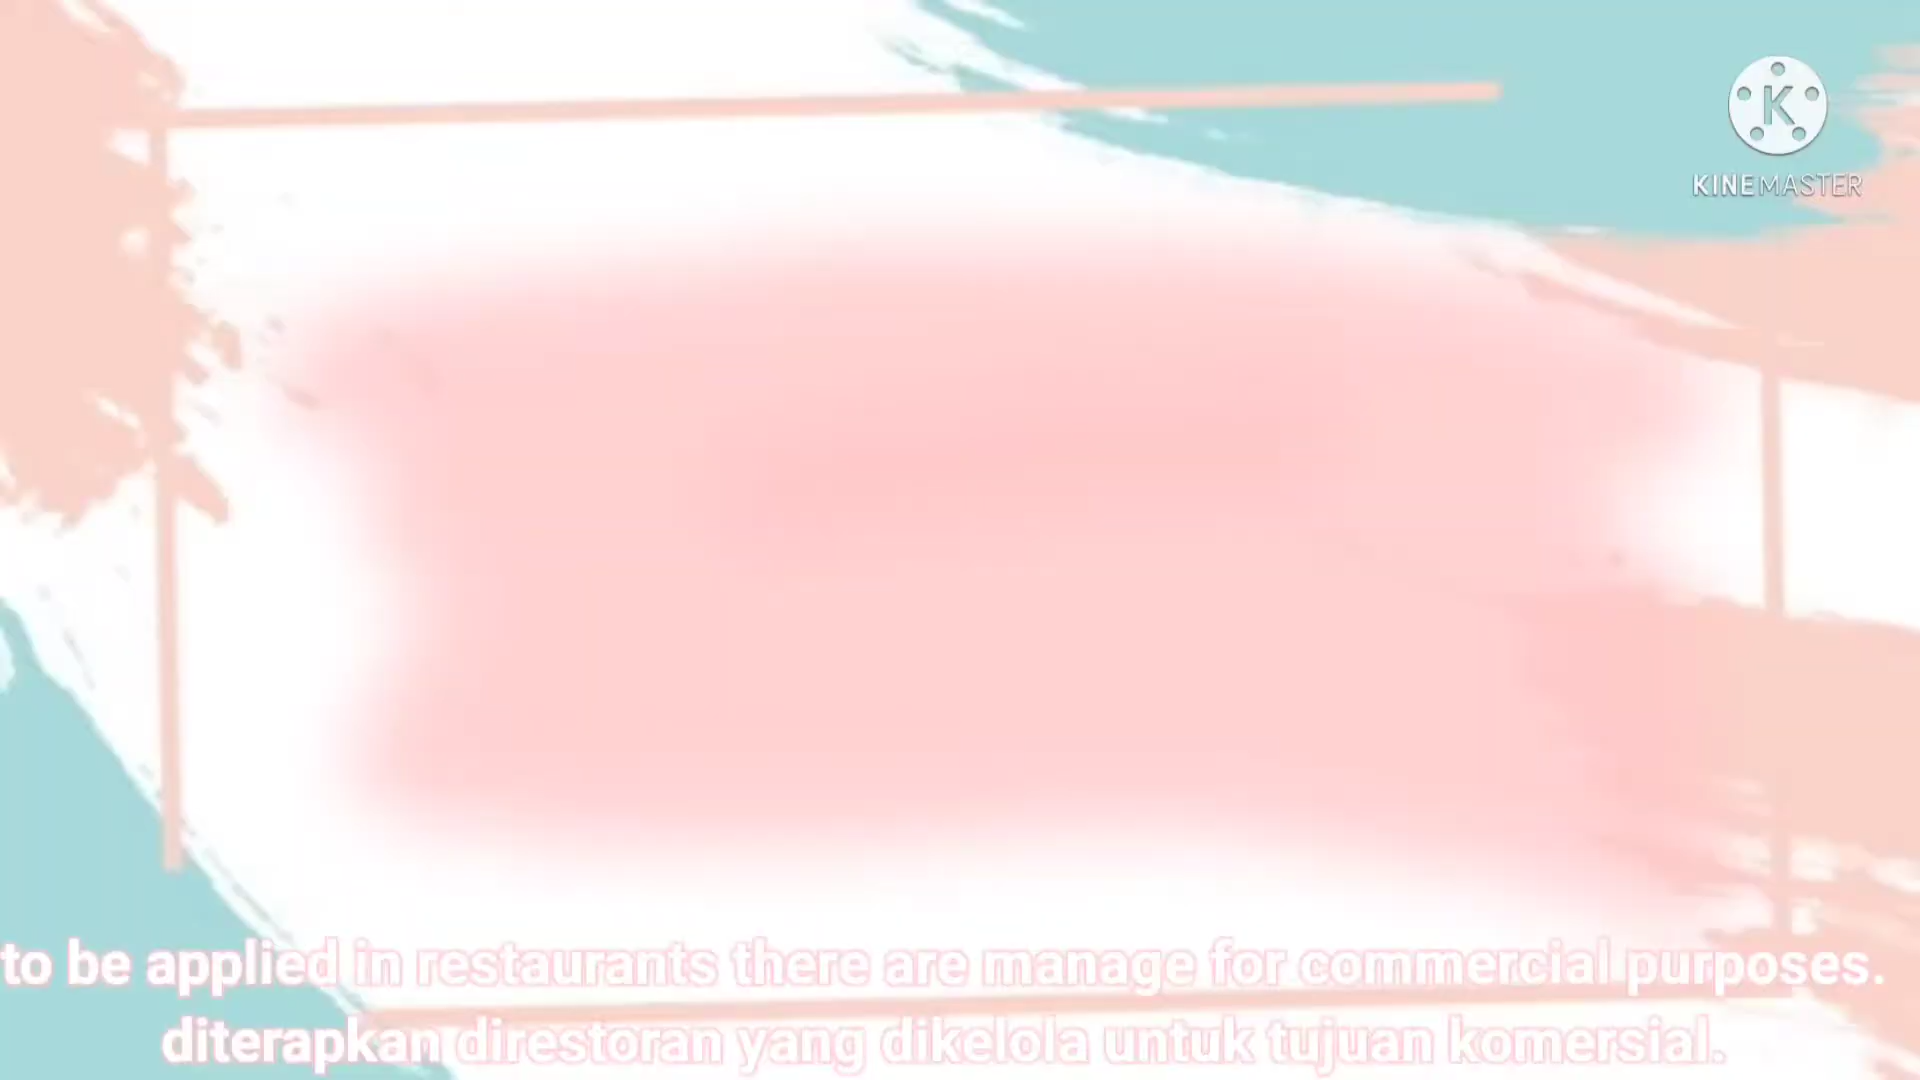 K
KINEMASTER
to be applied in restaurants there are manage for commercial purposes.
diterapkan direstoran yang dikelola untuk tujuan komersial.